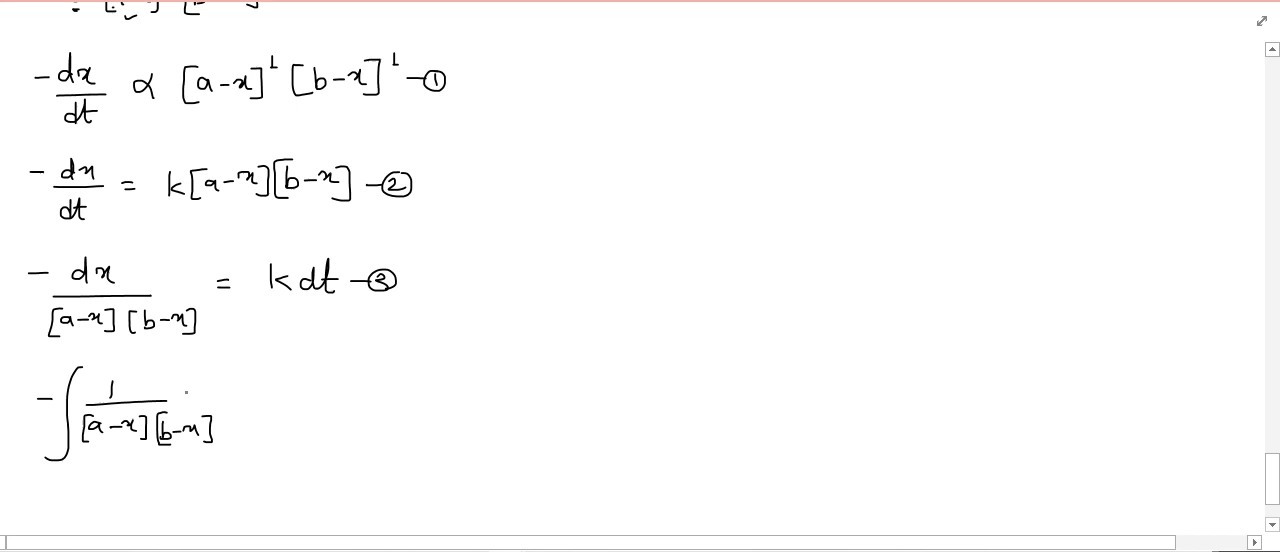 -dx/dt ∝ [a-x]¹ [b-x]¹ -①
-dx/dt = k[a-x][b-x] -②
-dx/[a-x][b-x] = k dt -③
-∫ 1/[a-x][b-x]